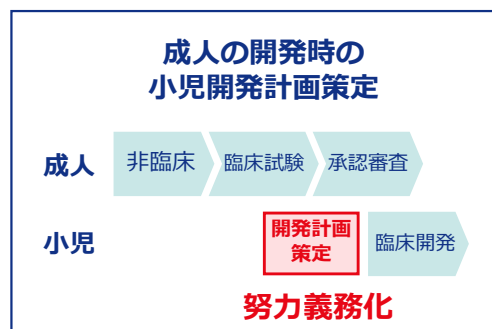 成人の開発時の
小児開発計画策定
成人 非臨床 臨床試験 承認審査
小児 開発計画
策定 臨床開発
努力義務化